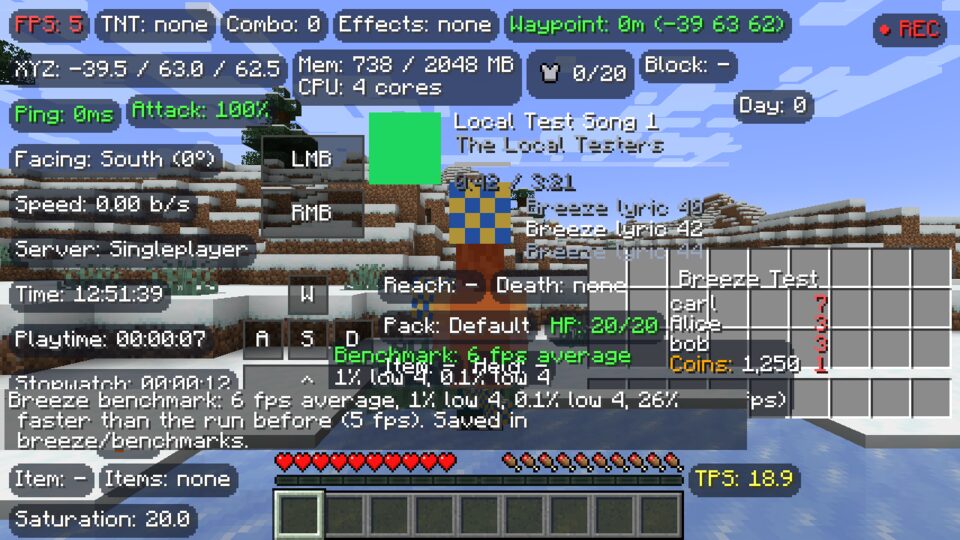 FPS: 5
TNT: none
Combo: 0
Effects: none
Waypoint: 0m (-39 63 62)
REC
XYZ: -39.5 / 63.0 / 62.5
Mem: 738 / 2048 MB
CPU: 4 cores
0/20
Block: -
Ping: 0ms
Attack: 100%
Day: 0
Local Test Song 1
The Local Testers
0:42 / 3:21
Facing: South (0°)
LMB
Speed: 0.00 b/s
RMB
Breeze lyric 40
Breeze lyric 42
Breeze lyric 44
Server: Singleplayer
Time: 12:51:39
W
Reach: -
Death: none
Breeze Test
carl 7
Alice 3
bob 3
Coins: 1,250 1
Playtime: 00:00:07
A
S
D
Pack: Default
HP: 20/20
Benchmark: 6 fps average
1% low 4, 0.1% low 4
Stopwatch: 00:00:12
^
Breeze benchmark: 6 fps average, 1% low 4, 0.1% low 4, 26%
faster than the run before (5 fps). Saved in
breeze/benchmarks.
fps)
Item: -
Items: none
TPS: 18.9
Saturation: 20.0